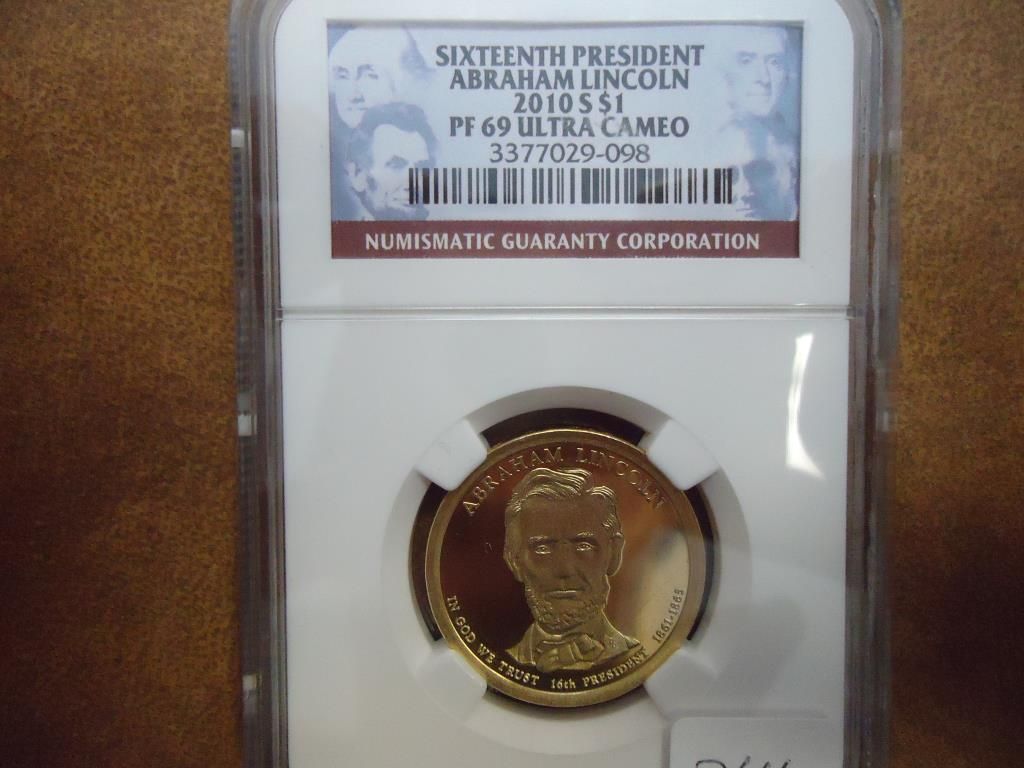 SIXTEENTH PRESIDENT
ABRAHAM LINCOLN
2010 S $1
PF 69 ULTRA CAMEO
3377029-098
NUMISMATIC GUARANTY CORPORATION
ABRAHAM LINCOLN
IN GOD WE TRUST 16th PRESIDENT 1861-1865